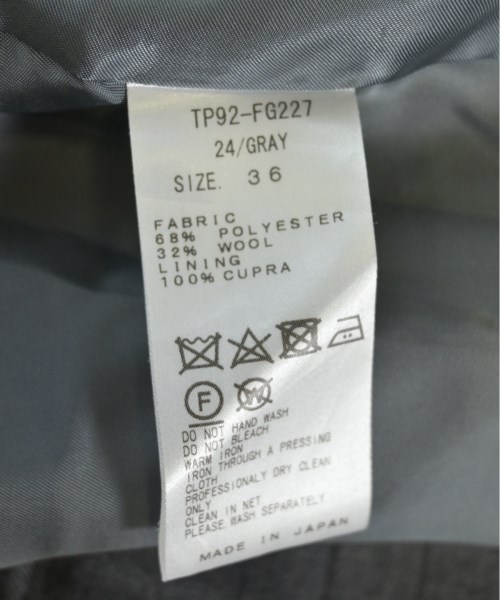 TP92-FG227
24/GRAY
SIZE. 36
FABRIC
68% POLYESTER
32% WOOL
LINING
100% CUPRA
F W
DO NOT HAND WASH
DO NOT BLEACH
WARM IRON
IRON THROUGH A PRESSING
CLOTH
PROFESSIONALY DRY CLEAN
ONLY
CLEAN IN NET
PLEASE WASH SEPARATELY
MADE IN JAPAN